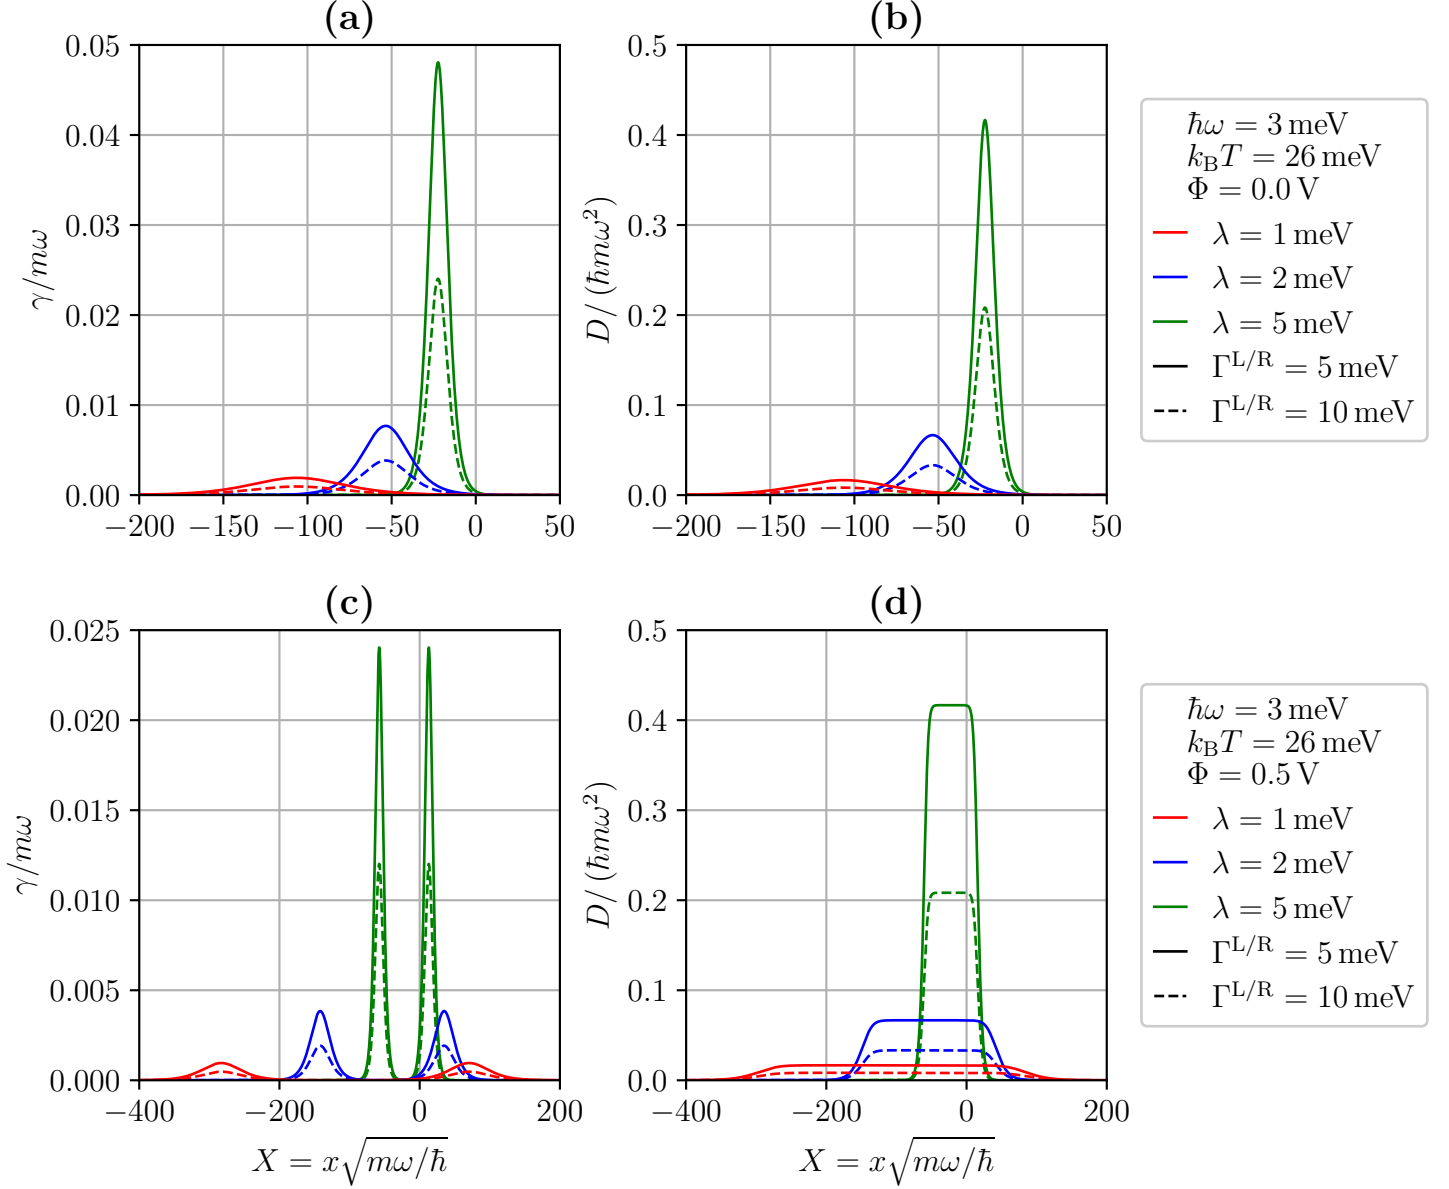 (a)
0.05
0.04
0.03
0.02
0.01
0.00
γ/mω
−200 −150 −100 −50 0 50
(b)
0.5
0.4
0.3
0.2
0.1
0.0
D/(ħmω²)
−200 −150 −100 −50 0 50
ħω = 3 meV
k_BT = 26 meV
Φ = 0.0 V
λ = 1 meV
λ = 2 meV
λ = 5 meV
Γ^{L/R} = 5 meV
Γ^{L/R} = 10 meV
(c)
0.025
0.020
0.015
0.010
0.005
0.000
γ/mω
−400 −200 0 200
X = x√(mω/ħ)
(d)
0.5
0.4
0.3
0.2
0.1
0.0
D/(ħmω²)
−400 −200 0 200
X = x√(mω/ħ)
ħω = 3 meV
k_BT = 26 meV
Φ = 0.5 V
λ = 1 meV
λ = 2 meV
λ = 5 meV
Γ^{L/R} = 5 meV
Γ^{L/R} = 10 meV